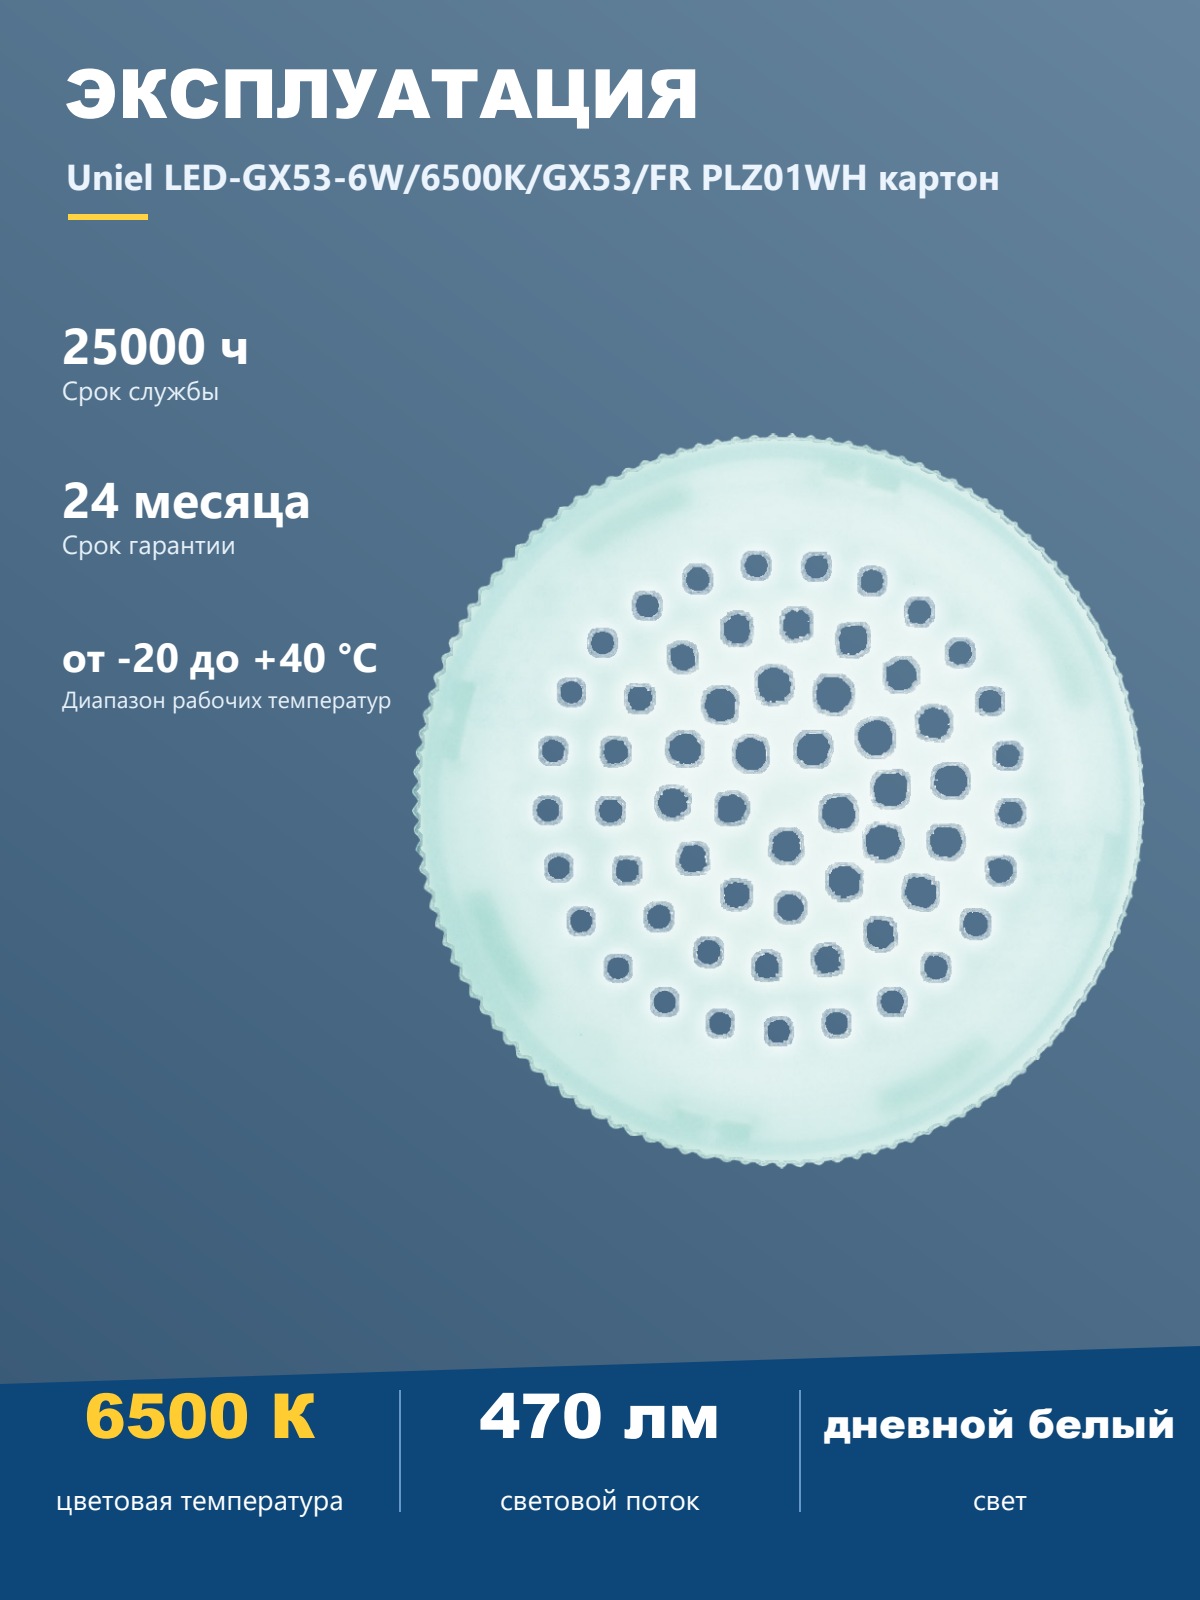 ЭКСПЛУАТАЦИЯ
Uniel LED-GX53-6W/6500K/GX53/FR PLZ01WH картон
25000 ч
Срок службы
24 месяца
Срок гарантии
от -20 до +40 °C
Диапазон рабочих температур
6500 К
цветовая температура
470 лм
световой поток
дневной белый
свет